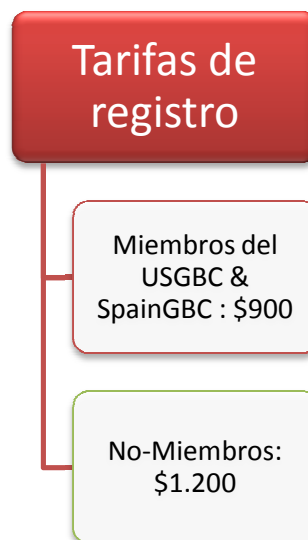 Tarifas de
registro
Miembros del
USGBC &
SpainGBC : $900
No-Miembros:
$1.200